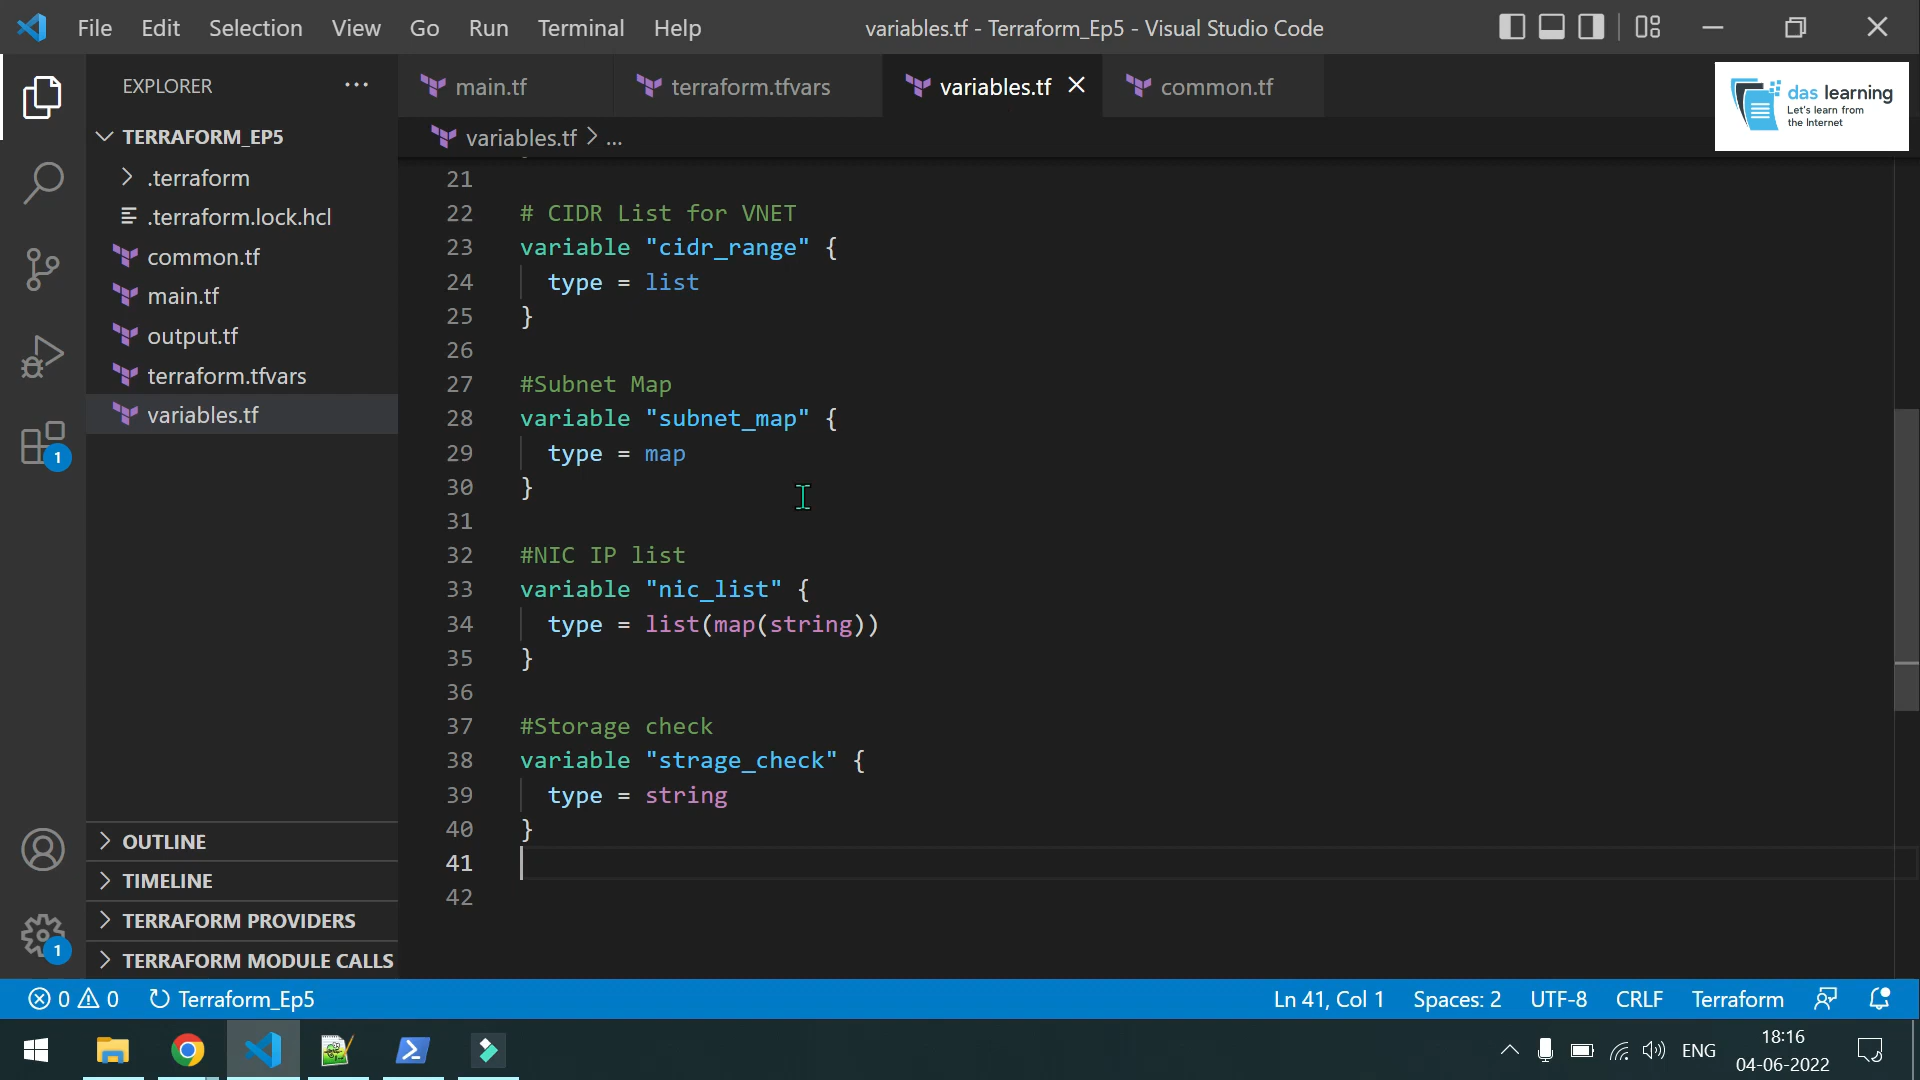 File Edit Selection View Go Run Terminal Help
variables.tf - Terraform_Ep5 - Visual Studio Code
EXPLORER
main.tf
terraform.tfvars
variables.tf
common.tf
das learning
Let's learn from
the Internet
TERRAFORM_EP5
.terraform
.terraform.lock.hcl
common.tf
main.tf
output.tf
terraform.tfvars
variables.tf
OUTLINE
TIMELINE
TERRAFORM PROVIDERS
TERRAFORM MODULE CALLS
1
1
variables.tf > ...
21
22 # CIDR List for VNET
23 variable "cidr_range" {
24 type = list
25 }
26
27 #Subnet Map
28 variable "subnet_map" {
29 type = map
30 }
31
32 #NIC IP list
33 variable "nic_list" {
34 type = list(map(string))
35 }
36
37 #Storage check
38 variable "strage_check" {
39 type = string
40 }
41
42
0 0 Terraform_Ep5
Ln 41, Col 1 Spaces: 2 UTF-8 CRLF Terraform
ENG
18:16
04-06-2022